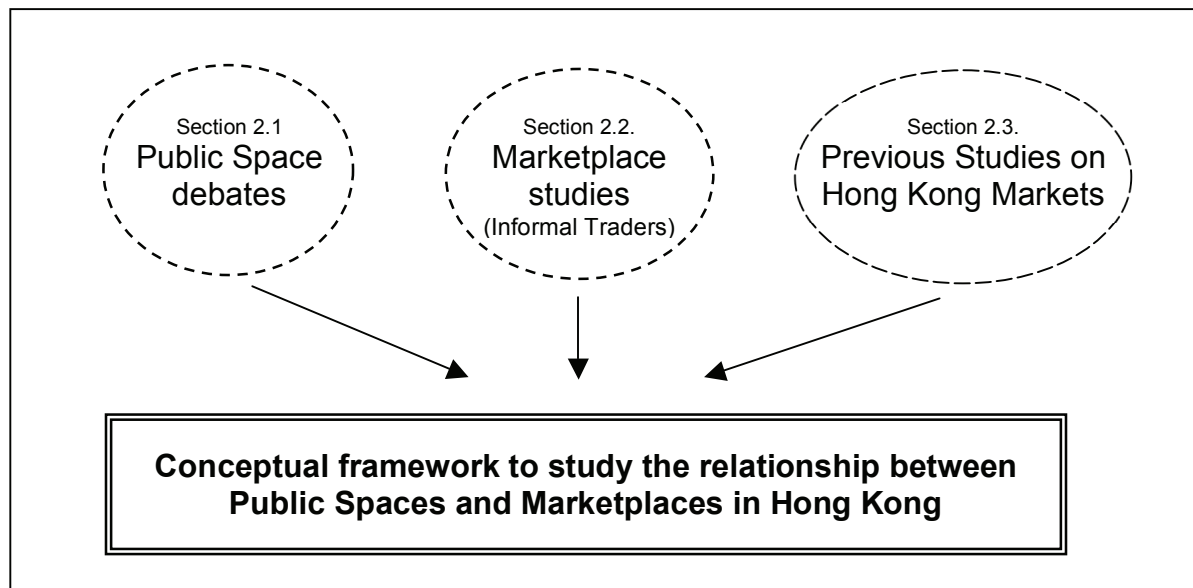 Section 2.1
Public Space
debates
Section 2.2.
Marketplace
studies
(Informal Traders)
Section 2.3.
Previous Studies on
Hong Kong Markets
Conceptual framework to study the relationship between
Public Spaces and Marketplaces in Hong Kong